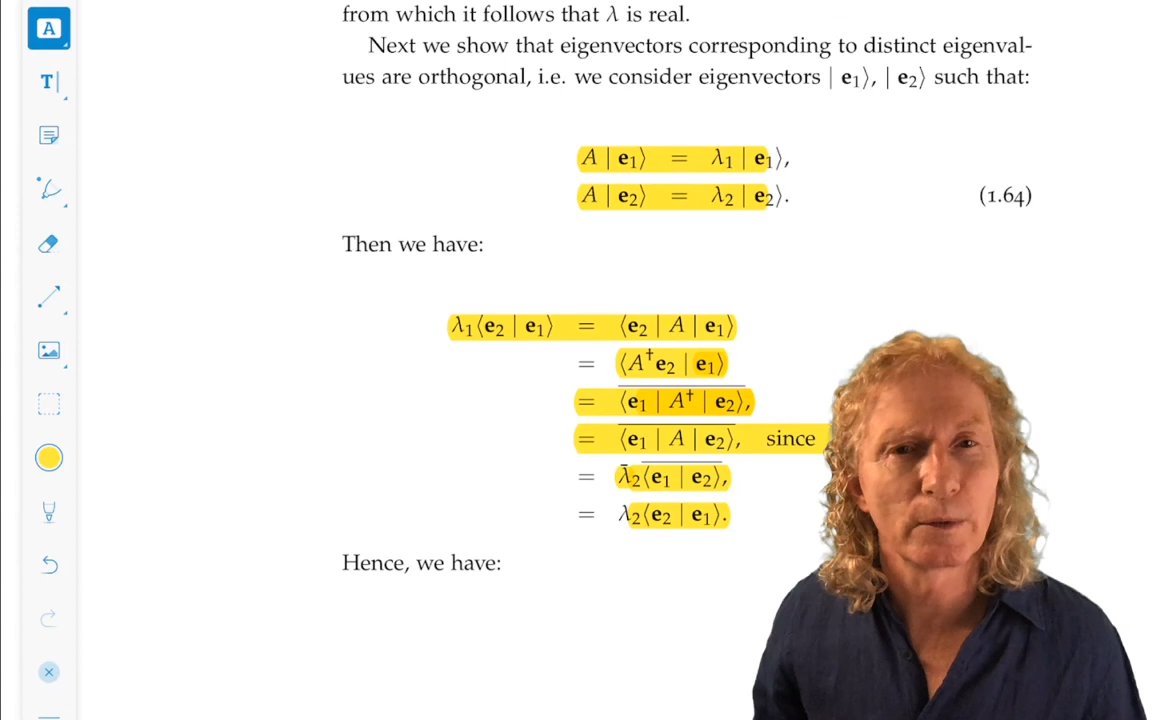 from which it follows that λ is real.
Next we show that eigenvectors corresponding to distinct eigenval-
ues are orthogonal, i.e. we consider eigenvectors | e₁⟩, | e₂⟩ such that:
A | e₁⟩ = λ₁ | e₁⟩,
A | e₂⟩ = λ₂ | e₂⟩. (1.64)
Then we have:
λ₁⟨e₂ | e₁⟩ = ⟨e₂ | A | e₁⟩
= ⟨A†e₂ | e₁⟩
= \overline{⟨e₁ | A† | e₂⟩},
= \overline{⟨e₁ | A | e₂⟩}, since
= λ̄₂\overline{⟨e₁ | e₂⟩},
= λ₂⟨e₂ | e₁⟩.
Hence, we have:
A
T